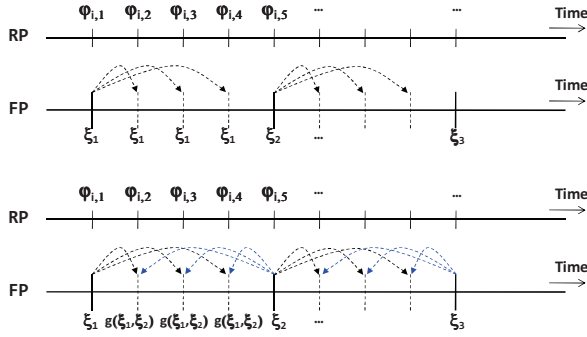 φi,1 φi,2 φi,3 φi,4 φi,5 ... ... Time
RP
Time
FP
ξ1 ξ1 ξ1 ξ1 ξ2 ... ξ3
φi,1 φi,2 φi,3 φi,4 φi,5 ... ... Time
RP
Time
FP
ξ1 g(ξ1,ξ2) g(ξ1,ξ2) g(ξ1,ξ2) ξ2 ... ξ3